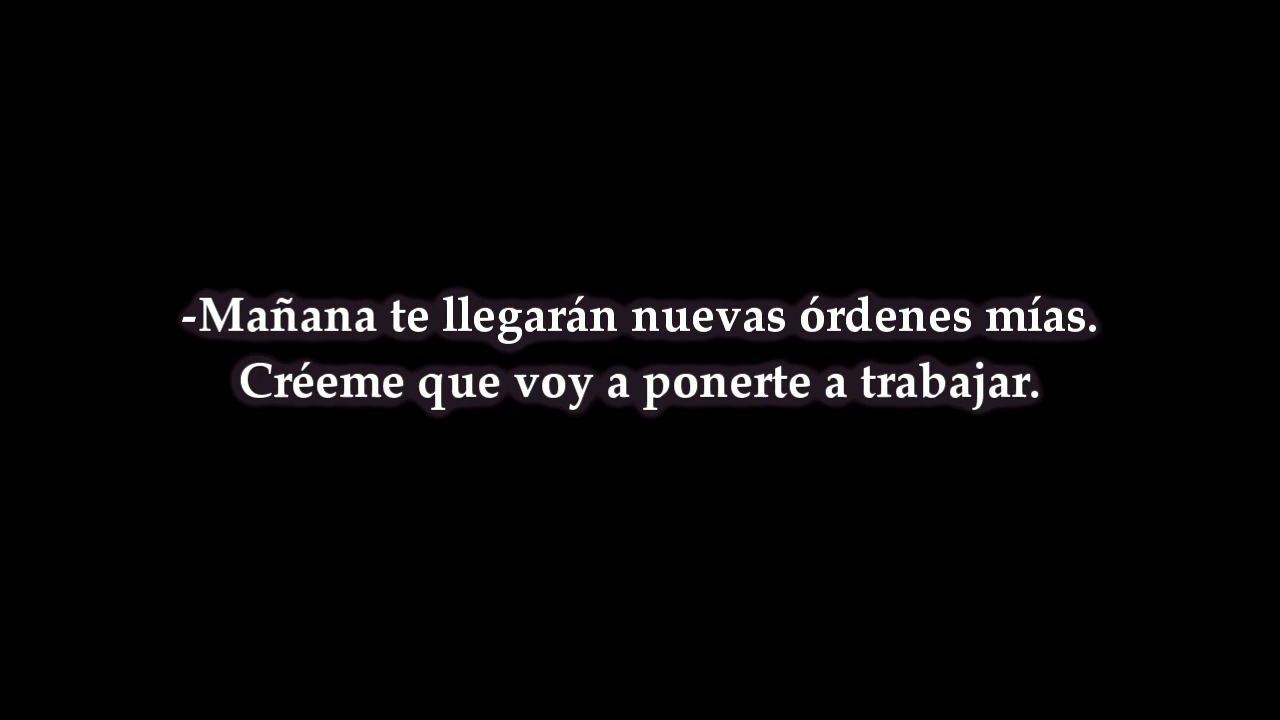 -Mañana te llegarán nuevas órdenes mías.
Créeme que voy a ponerte a trabajar.